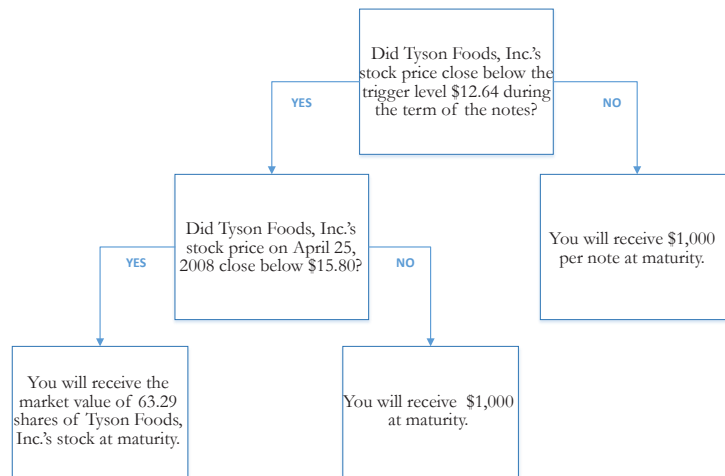 Did Tyson Foods, Inc.'s
stock price close below the
trigger level $12.64 during
the term of the notes?
YES
NO
Did Tyson Foods, Inc.'s
stock price on April 25,
2008 close below $15.80?
You will receive $1,000
per note at maturity.
YES
NO
You will receive the
market value of 63.29
shares of Tyson Foods,
Inc.'s stock at maturity.
You will receive $1,000
at maturity.